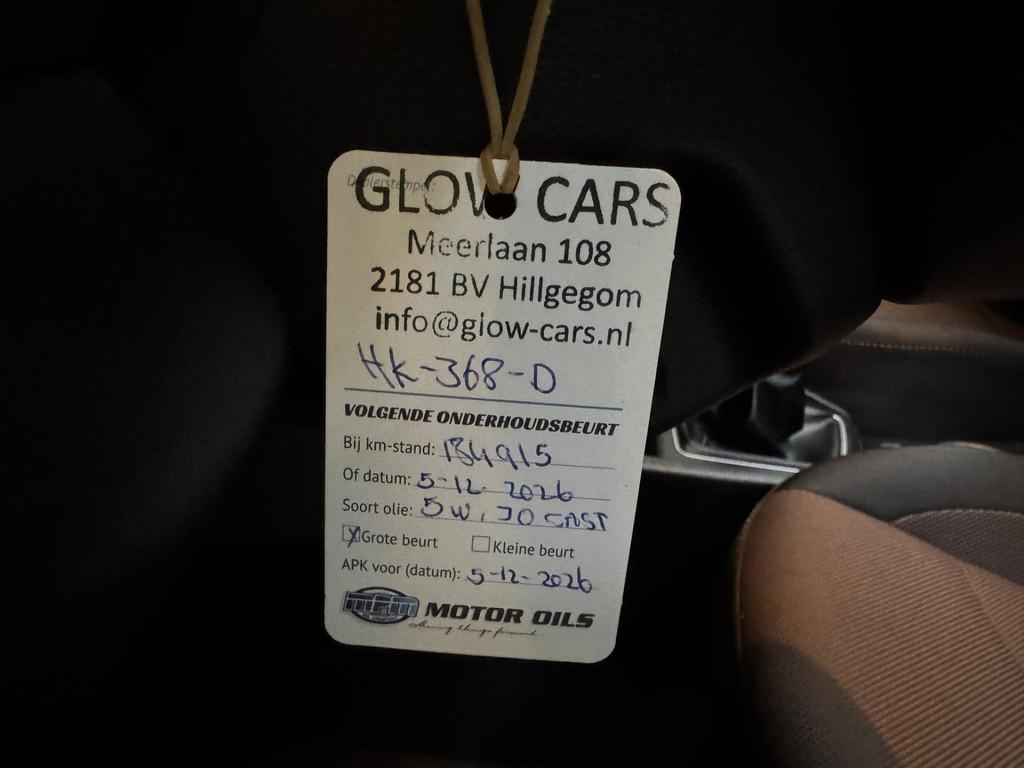 Dealerstempel:
GLOW CARS
Meerlaan 108
2181 BV Hillgegom
info@glow-cars.nl
HK-368-D
VOLGENDE ONDERHOUDSBEURT
Bij km-stand: 134915
Of datum: 5-12-2026
Soort olie: 5W,30 CAST
Grote beurt Kleine beurt
APK voor (datum): 5-12-2026
MOTOR OILS